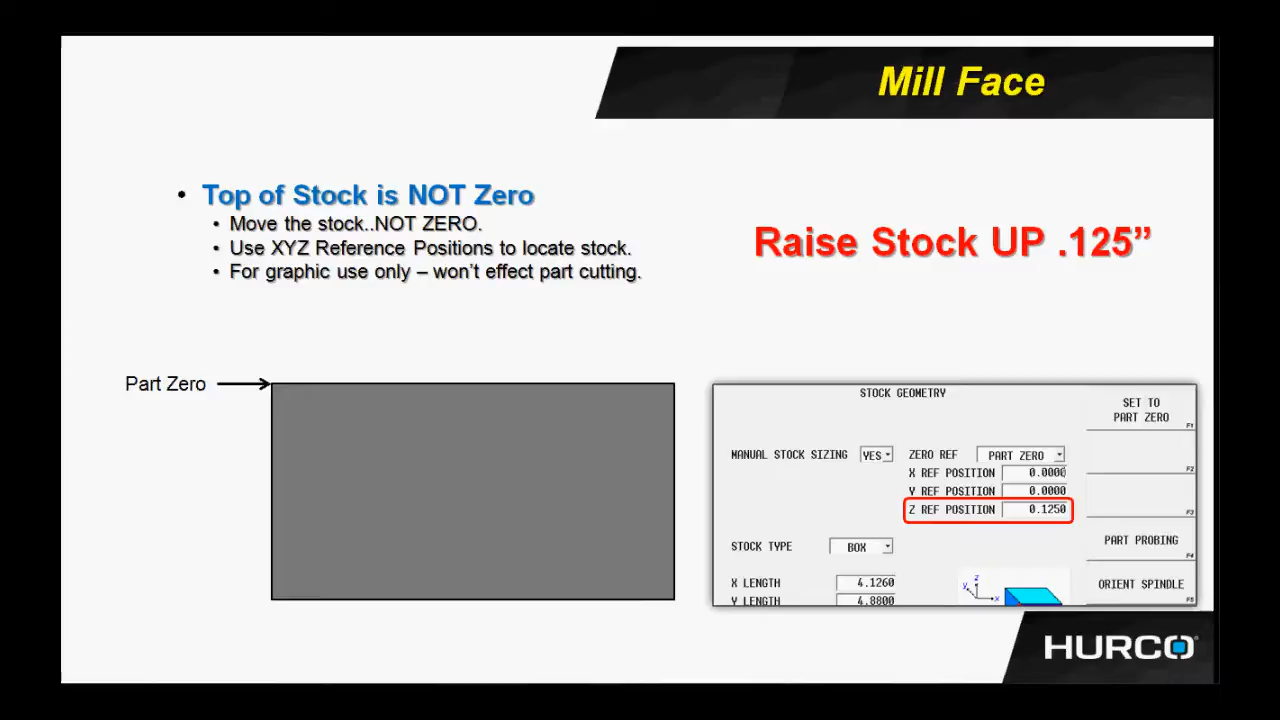 Mill Face
• Top of Stock is NOT Zero
• Move the stock..NOT ZERO.
• Use XYZ Reference Positions to locate stock.
• For graphic use only – won't effect part cutting.
Raise Stock UP .125”
Part Zero
STOCK GEOMETRY
MANUAL STOCK SIZING YES
ZERO REF PART ZERO
X REF POSITION 0.0000
Y REF POSITION 0.0000
Z REF POSITION 0.1250
STOCK TYPE BOX
X LENGTH 4.1260
Y LENGTH 4.8800
z
y
x
SET TO
PART ZERO
F1
F2
F3
PART PROBING
F4
ORIENT SPINDLE
F5
HURCO